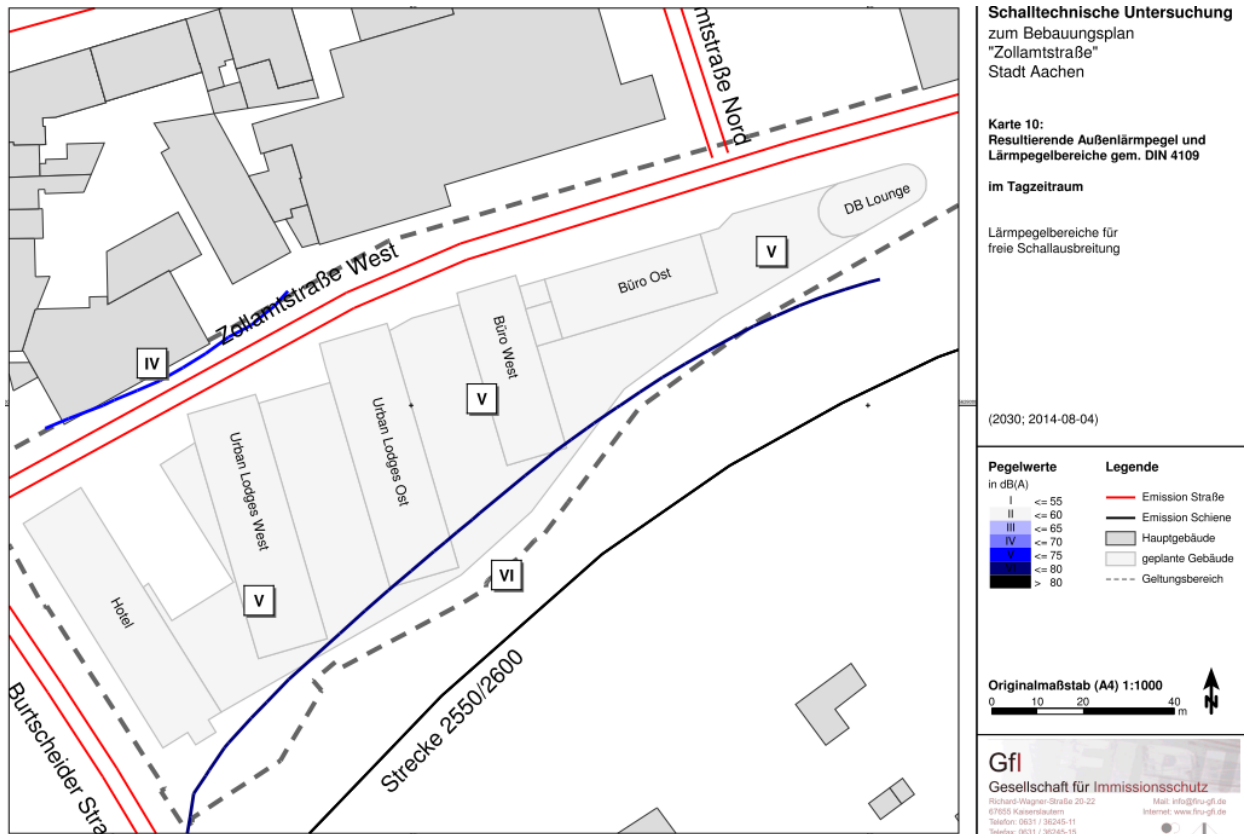 Schalltechnische Untersuchung
zum Bebauungsplan
"Zollamtstraße"
Stadt Aachen
Karte 10:
Resultierende Außenlärmpegel und
Lärmpegelbereiche gem. DIN 4109
im Tagzeitraum
Lärmpegelbereiche für
freie Schallausbreitung
(2030; 2014-08-04)
Pegelwerte
in dB(A)
I <= 55
II <= 60
III <= 65
IV <= 70
V <= 75
VI <= 80
> 80
Legende
Emission Straße
Emission Schiene
Hauptgebäude
geplante Gebäude
Geltungsbereich
Originalmaßstab (A4) 1:1000
0 10 20 40 m
N
GfI
Gesellschaft für Immissionsschutz
Richard-Wagner-Straße 20-22
67655 Kaiserslautern
Telefon: 0631 / 36245-11
Telefax: 0631 / 36245-15
Mail: info@firu-gfi.de
Internet: www.firu-gfi.de
mtstraße Nord
DB Lounge
V
Büro Ost
Zollamtstraße West
IV
Büro West
V
Urban Lodges Ost
Urban Lodges West
VI
V
Hotel
Strecke 2550/2600
Burtscheider Stra